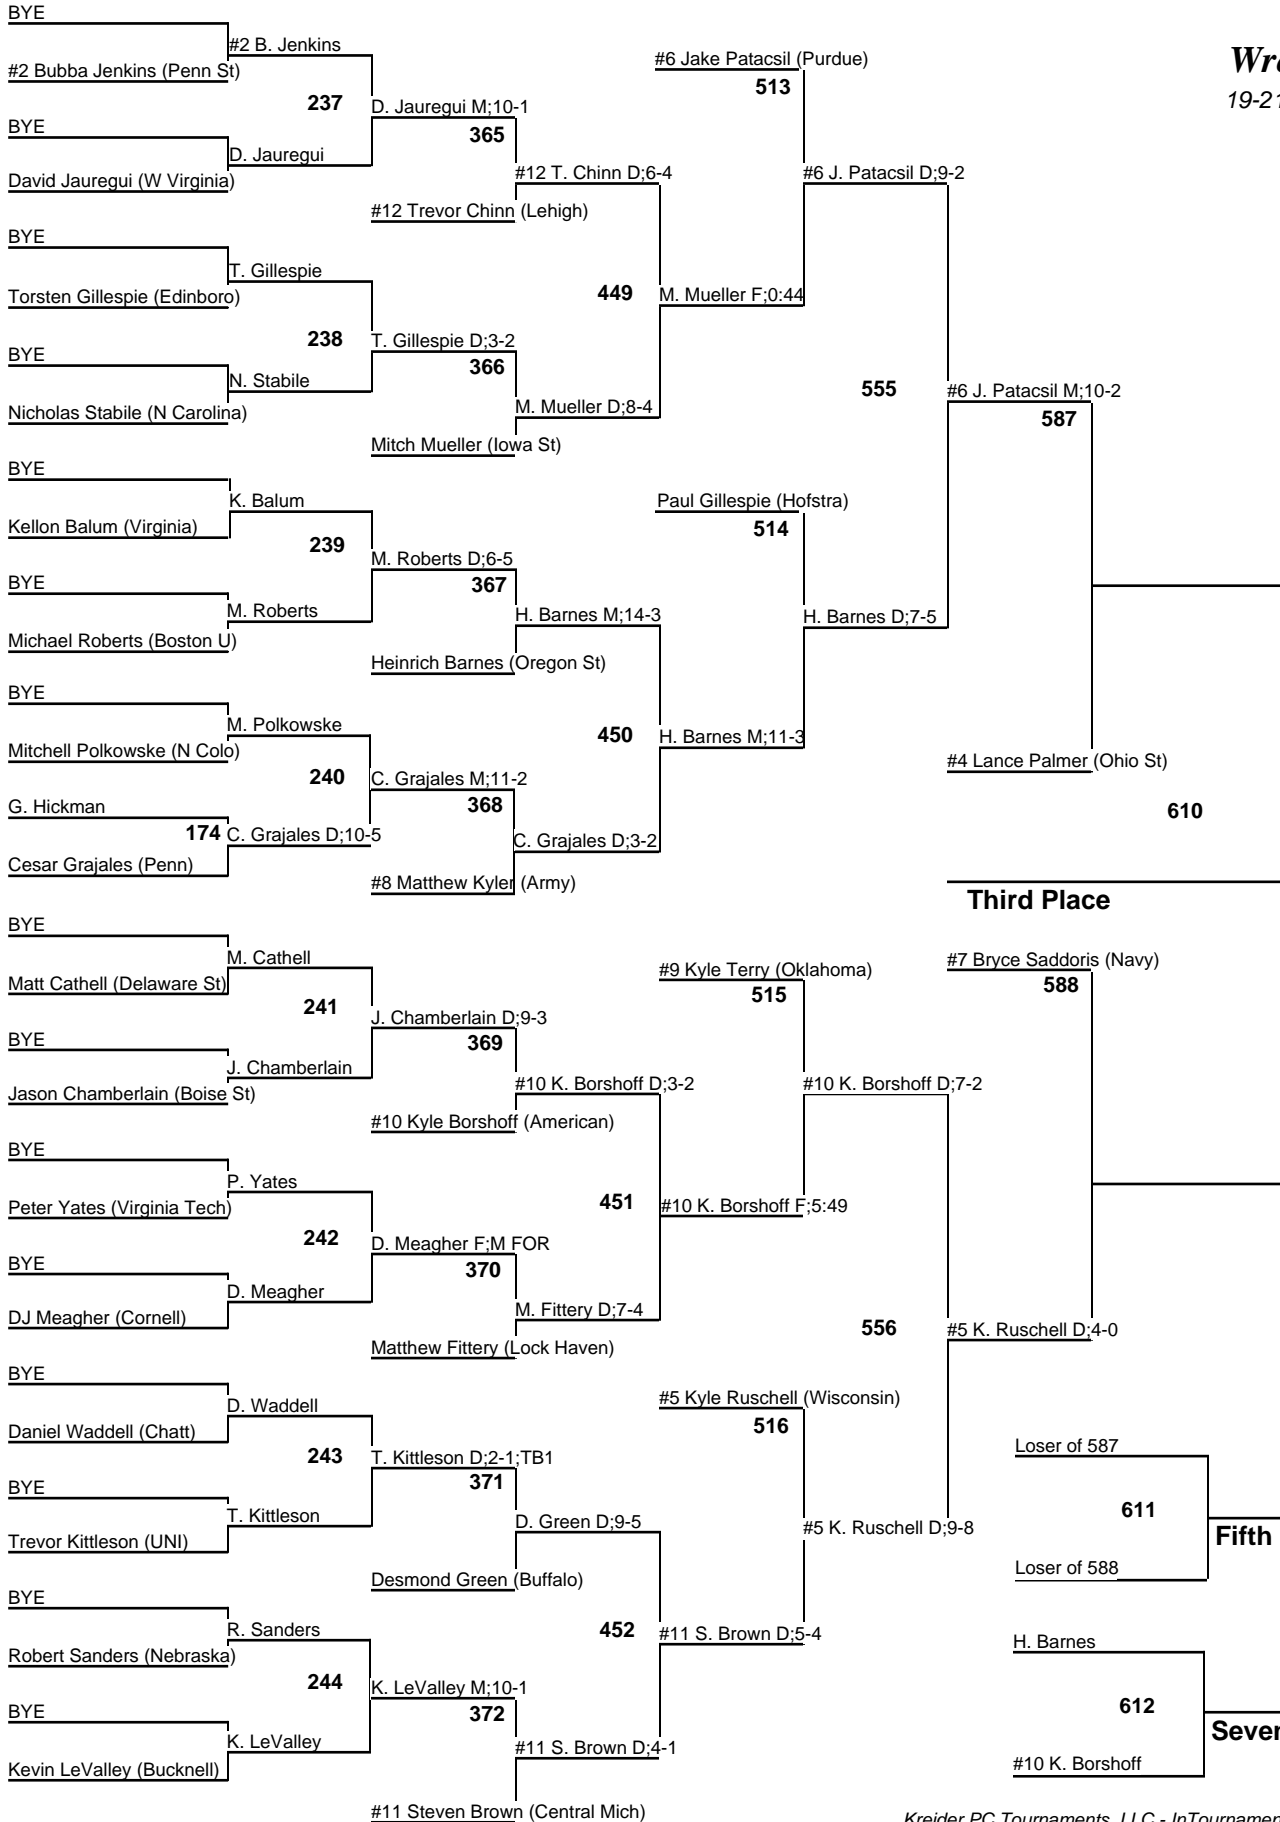 BYE
#2 B. Jenkins
#6 Jake Patacsil (Purdue)
#2 Bubba Jenkins (Penn St)
513
237
D. Jauregui M;10-1
19-21
BYE
365
D. Jauregui
#12 T. Chinn D;6-4
#6 J. Patacsil D;9-2
David Jauregui (W Virginia)
#12 Trevor Chinn (Lehigh)
BYE
T. Gillespie
Torsten Gillespie (Edinboro)
449
M. Mueller F;0:44
238
T. Gillespie D;3-2
BYE
366
N. Stabile
555
#6 J. Patacsil M;10-2
Nicholas Stabile (N Carolina)
M. Mueller D;8-4
587
Mitch Mueller (Iowa St)
BYE
K. Balum
Paul Gillespie (Hofstra)
Kellon Balum (Virginia)
514
239
M. Roberts D;6-5
BYE
367
M. Roberts
H. Barnes M;14-3
H. Barnes D;7-5
Michael Roberts (Boston U)
Heinrich Barnes (Oregon St)
BYE
M. Polkowske
450
H. Barnes M;11-3
Mitchell Polkowske (N Colo)
#4 Lance Palmer (Ohio St)
240
C. Grajales M;11-2
G. Hickman
368
610
174
C. Grajales D;10-5
C. Grajales D;3-2
Cesar Grajales (Penn)
#8 Matthew Kyler (Army)
Third Place
BYE
M. Cathell
#9 Kyle Terry (Oklahoma)
#7 Bryce Saddoris (Navy)
Matt Cathell (Delaware St)
515
588
241
J. Chamberlain D;9-3
BYE
369
J. Chamberlain
#10 K. Borshoff D;3-2
#10 K. Borshoff D;7-2
Jason Chamberlain (Boise St)
#10 Kyle Borshoff (American)
BYE
P. Yates
451
#10 K. Borshoff F;5:49
Peter Yates (Virginia Tech)
242
D. Meagher F;M FOR
BYE
370
D. Meagher
M. Fittery D;7-4
DJ Meagher (Cornell)
556
#5 K. Ruschell D;4-0
Matthew Fittery (Lock Haven)
BYE
D. Waddell
#5 Kyle Ruschell (Wisconsin)
Daniel Waddell (Chatt)
516
Loser of 587
243
T. Kittleson D;2-1;TB1
BYE
371
T. Kittleson
D. Green D;9-5
#5 K. Ruschell D;9-8
611
Trevor Kittleson (UNI)
Fifth
Desmond Green (Buffalo)
Loser of 588
BYE
R. Sanders
452
#11 S. Brown D;5-4
H. Barnes
Robert Sanders (Nebraska)
244
K. LeValley M;10-1
BYE
372
612
K. LeValley
#11 S. Brown D;4-1
Kevin LeValley (Bucknell)
#10 K. Borshoff
#11 Steven Brown (Central Mich)
Kreider PC Tournaments, LLC -